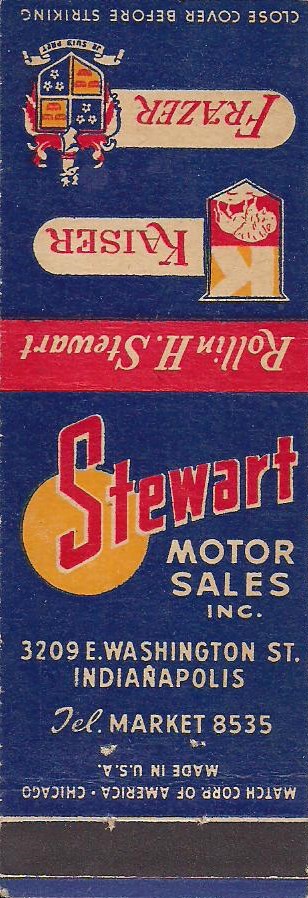 CLOSE COVER BEFORE STRIKING
JE SUIS PRET
FRAZER
KAISER
K
Rollin H. Stewart
Stewart
MOTOR
SALES
INC.
3209 E. WASHINGTON ST.
INDIANAPOLIS
Tel. MARKET 8535
MATCH CORP. OF AMERICA • CHICAGO
MADE IN U.S.A.